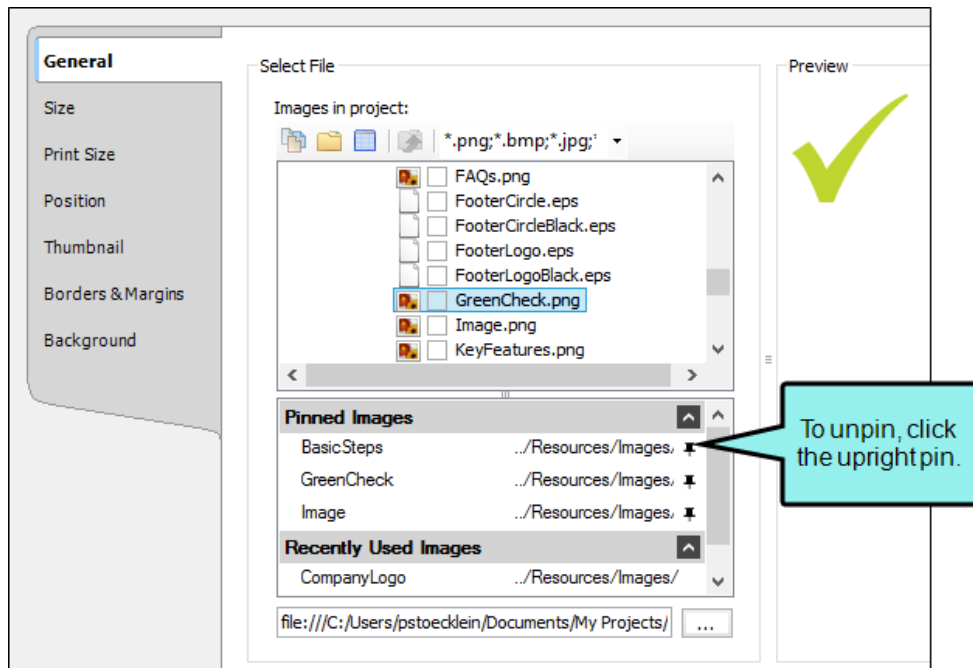 General
Size
Print Size
Position
Thumbnail
Borders & Margins
Background
Select File
Images in project:
*.png;*.bmp;*.jpg;*
FAQs.png
FooterCircle.eps
FooterCircleBlack.eps
FooterLogo.eps
FooterLogoBlack.eps
GreenCheck.png
Image.png
KeyFeatures.png
Pinned Images
BasicSteps ../Resources/Images/
GreenCheck ../Resources/Images/
Image ../Resources/Images/
Recently Used Images
CompanyLogo ../Resources/Images/
file:///C:/Users/pstoecklein/Documents/My Projects/
...
Preview
To unpin, click
the upright pin.